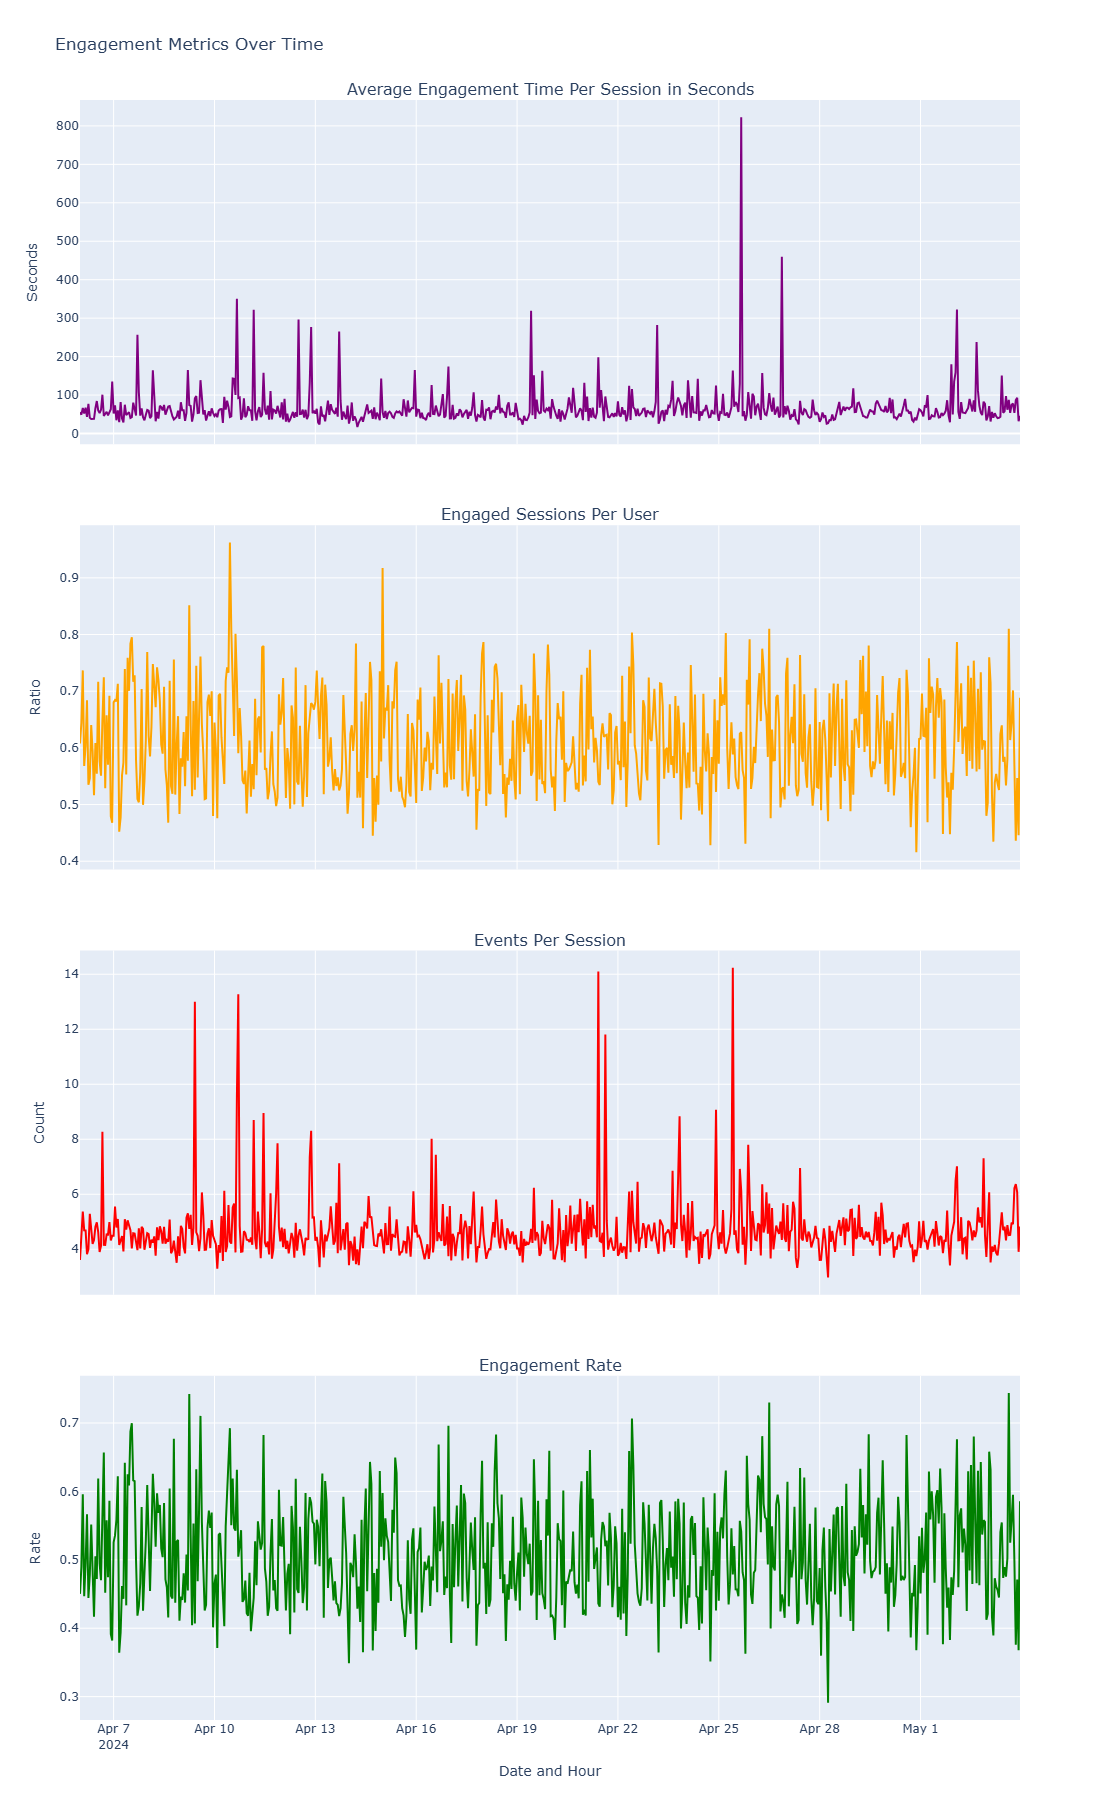 Engagement Metrics Over Time
Average Engagement Time Per Session in Seconds
800
700
600
500
400
300
200
100
0
Seconds
Engaged Sessions Per User
0.9
0.8
0.7
0.6
0.5
0.4
Ratio
Events Per Session
14
12
10
8
6
4
Count
Engagement Rate
0.7
0.6
0.5
0.4
0.3
Rate
Apr 7 Apr 10 Apr 13 Apr 16 Apr 19 Apr 22 Apr 25 Apr 28 May 1
2024
Date and Hour